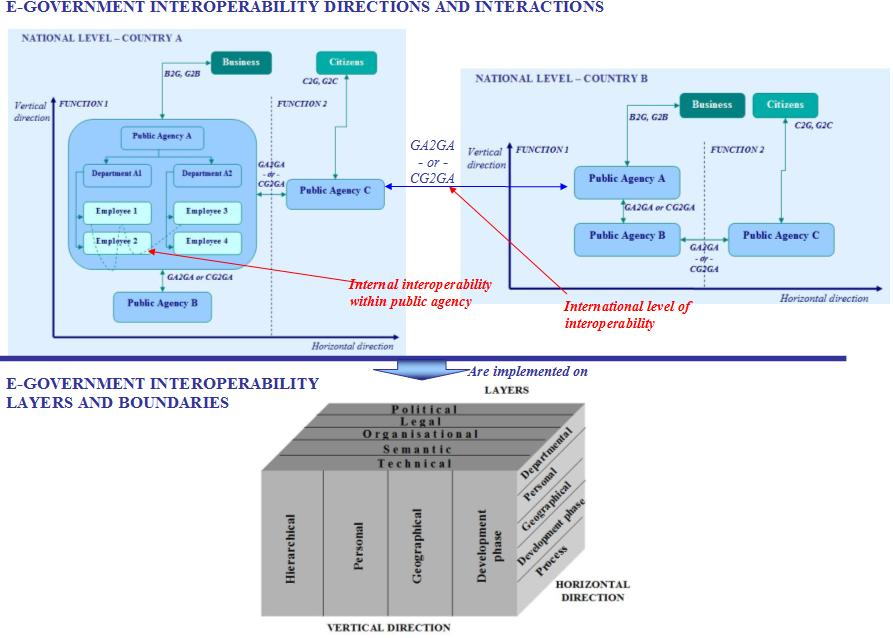 E-GOVERNMENT INTEROPERABILITY DIRECTIONS AND INTERACTIONS
NATIONAL LEVEL – COUNTRY A
Business
Citizens
B2G, G2B
C2G, G2C
Vertical
direction
FUNCTION 1
FUNCTION 2
Public Agency A
Department A1
Department A2
Employee 1
Employee 3
Employee 2
Employee 4
GA2GA
- or -
CG2GA
Public Agency C
GA2GA or CG2GA
Public Agency B
Horizontal direction
GA2GA
- or -
CG2GA
Internal interoperability
within public agency
International level of
interoperability
NATIONAL LEVEL – COUNTRY B
Business
Citizens
B2G, G2B
C2G, G2C
Vertical
direction
FUNCTION 1
FUNCTION 2
Public Agency A
GA2GA or CG2GA
Public Agency B
GA2GA
- or -
CG2GA
Public Agency C
Horizontal direction
Are implemented on
E-GOVERNMENT INTEROPERABILITY
LAYERS AND BOUNDARIES
LAYERS
Political
Legal
Organisational
Semantic
Technical
Hierarchical
Personal
Geographical
Development
phase
Departmental
Personal
Geographical
Development phase
Process
HORIZONTAL
DIRECTION
VERTICAL DIRECTION